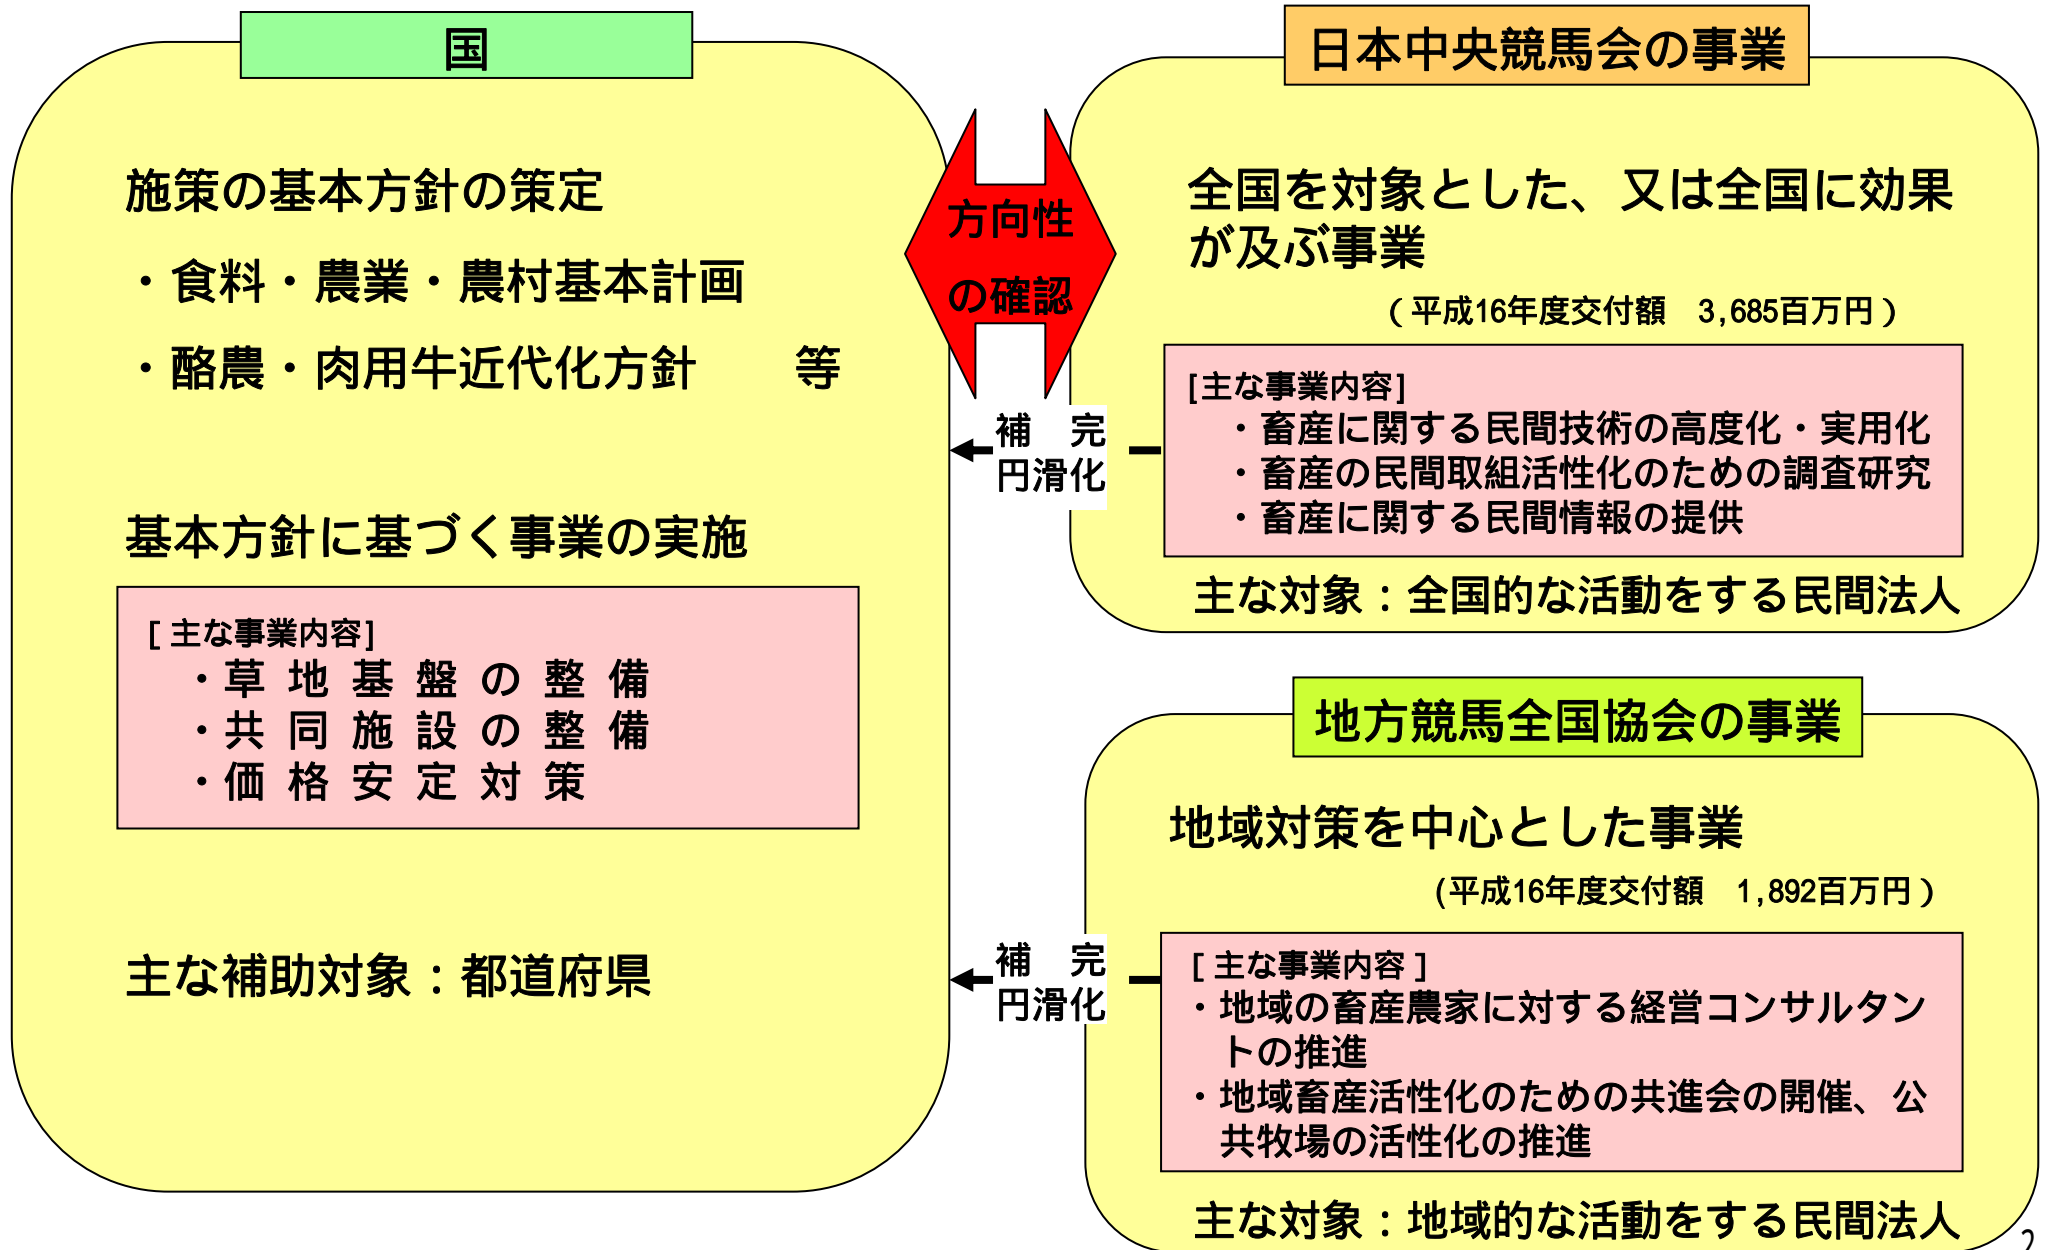 国
施策の基本方針の策定
・食料・農業・農村基本計画
・酪農・肉用牛近代化方針　　等
基本方針に基づく事業の実施
[ 主な事業内容]
・草 地 基 盤 の 整 備
・共 同 施 設 の 整 備
・価 格 安 定 対 策
主な補助対象：都道府県
方向性
の確認
補　完
円滑化
補　完
円滑化
日本中央競馬会の事業
全国を対象とした、又は全国に効果
が及ぶ事業
（平成16年度交付額　3,685百万円）
[主な事業内容]
・畜産に関する民間技術の高度化・実用化
・畜産の民間取組活性化のための調査研究
・畜産に関する民間情報の提供
主な対象：全国的な活動をする民間法人
地方競馬全国協会の事業
地域対策を中心とした事業
(平成16年度交付額　1,892百万円）
[ 主な事業内容 ]
・地域の畜産農家に対する経営コンサルタン
トの推進
・地域畜産活性化のための共進会の開催、公
共牧場の活性化の推進
主な対象：地域的な活動をする民間法人
2